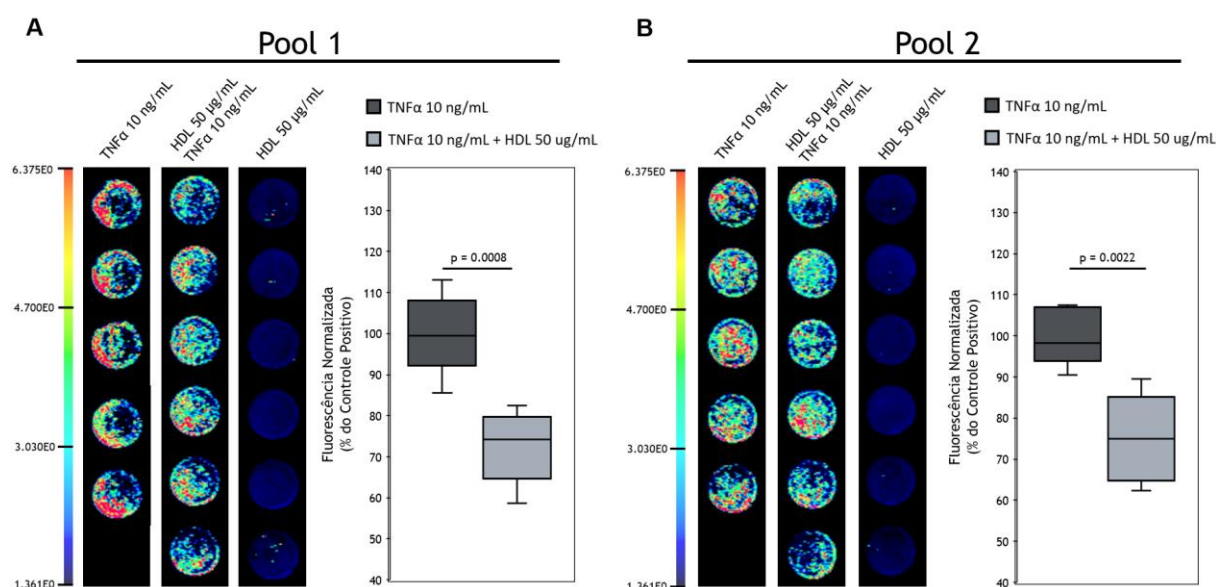 A
Pool 1
TNFα 10 ng/mL
HDL 50 µg/mL
TNFα 10 ng/mL
HDL 50 µg/mL
TNFα 10 ng/mL
TNFα 10 ng/mL + HDL 50 ug/mL
6.375E0
4.700E0
3.030E0
1.361E0
Fluorescência Normalizada
(% do Controle Positivo)
140
130
120
110
100
90
80
70
60
50
40
p = 0.0008
B
Pool 2
TNFα 10 ng/mL
HDL 50 µg/mL
TNFα 10 ng/mL
HDL 50 µg/mL
TNFα 10 ng/mL
TNFα 10 ng/mL + HDL 50 ug/mL
6.375E0
4.700E0
3.030E0
1.361E0
Fluorescência Normalizada
(% do Controle Positivo)
140
130
120
110
100
90
80
70
60
50
40
p = 0.0022